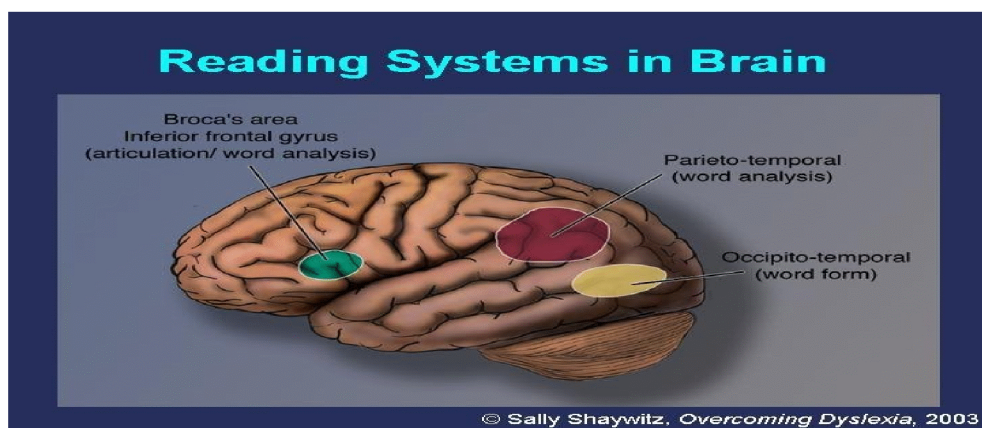 Reading Systems in Brain
Broca's area
Inferior frontal gyrus
(articulation/ word analysis)
Parieto-temporal
(word analysis)
Occipito-temporal
(word form)
© Sally Shaywitz, Overcoming Dyslexia, 2003